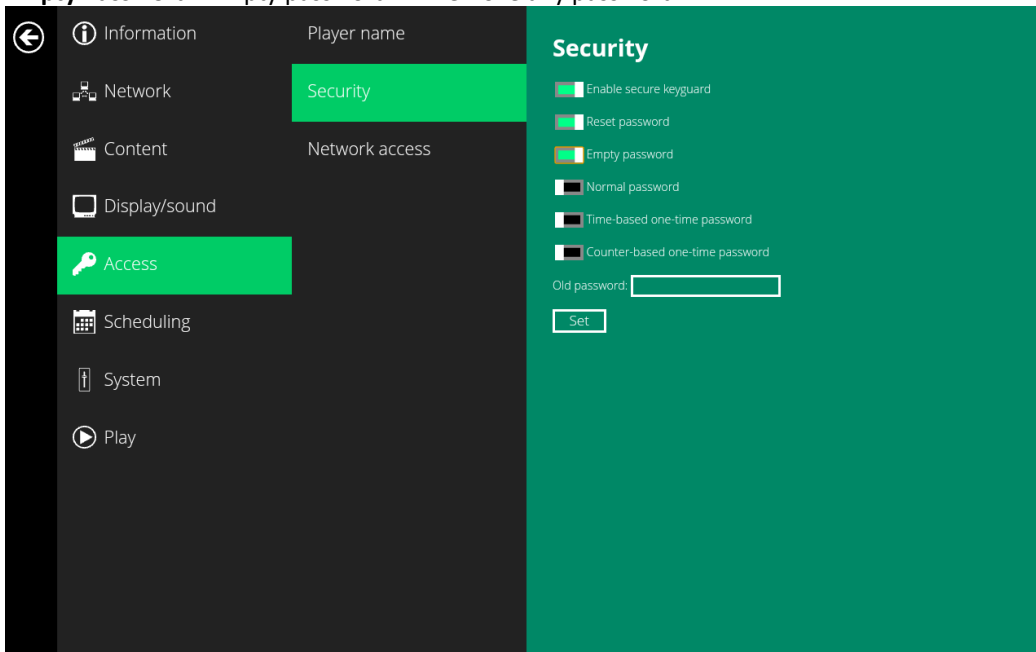 Information
Network
Content
Display/sound
Access
Scheduling
System
Play
Player name
Security
Network access
Security
Enable secure keyguard
Reset password
Empty password
Normal password
Time-based one-time password
Counter-based one-time password
Old password:
Set